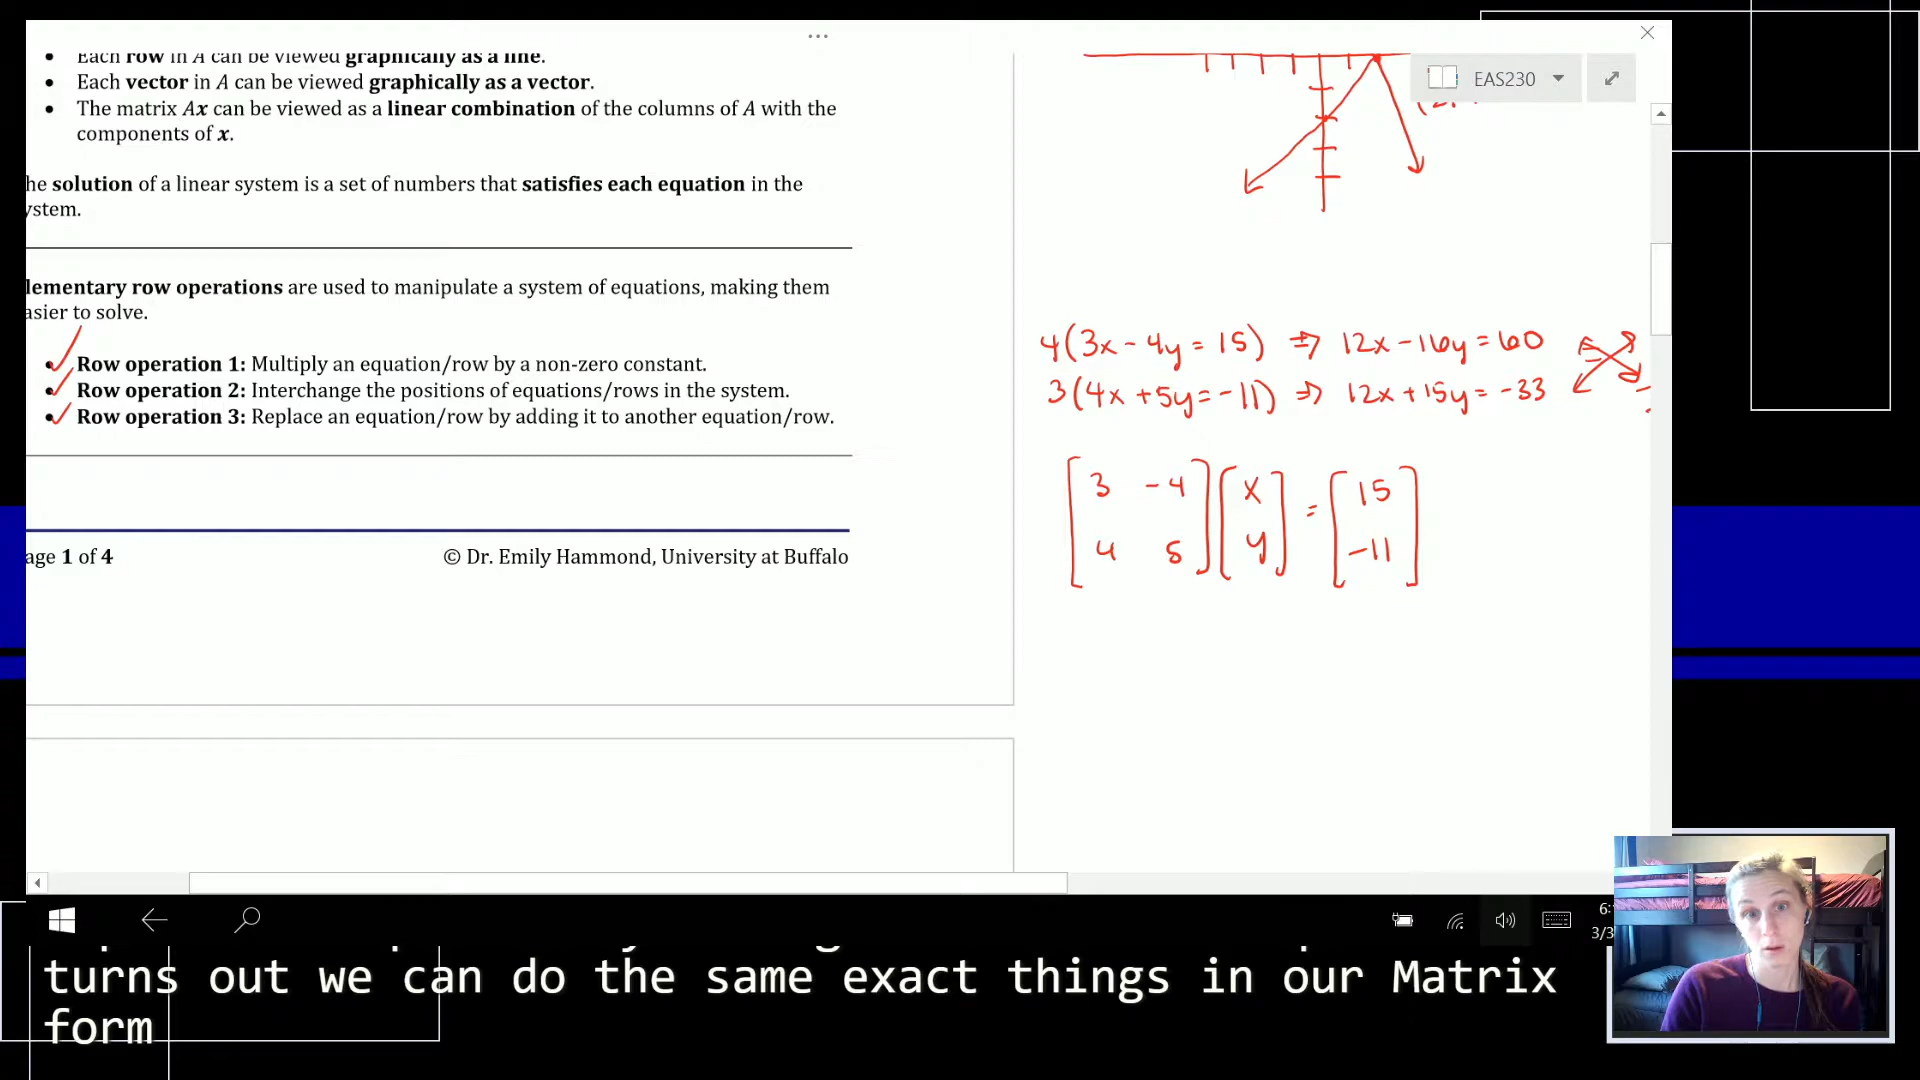 Each row in A can be viewed graphically as a line.
Each vector in A can be viewed graphically as a vector.
The matrix Ax can be viewed as a linear combination of the columns of A with the
components of x.
he solution of a linear system is a set of numbers that satisfies each equation in the
ystem.
lementary row operations are used to manipulate a system of equations, making them
asier to solve.
Row operation 1: Multiply an equation/row by a non-zero constant.
Row operation 2: Interchange the positions of equations/rows in the system.
Row operation 3: Replace an equation/row by adding it to another equation/row.
age 1 of 4
© Dr. Emily Hammond, University at Buffalo
EAS230
4(3x - 4y = 15) ⇒ 12x - 16y = 60
3(4x + 5y = -11) ⇒ 12x + 15y = -33
[3 -4] [x] = [15]
[4 5] [y] [-11]
6:
3/3
turns out we can do the same exact things in our Matrix
form